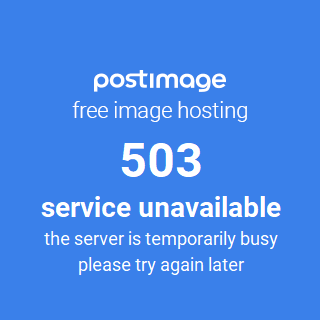 postimage
free image hosting
503
service unavailable
the server is temporarily busy
please try again later